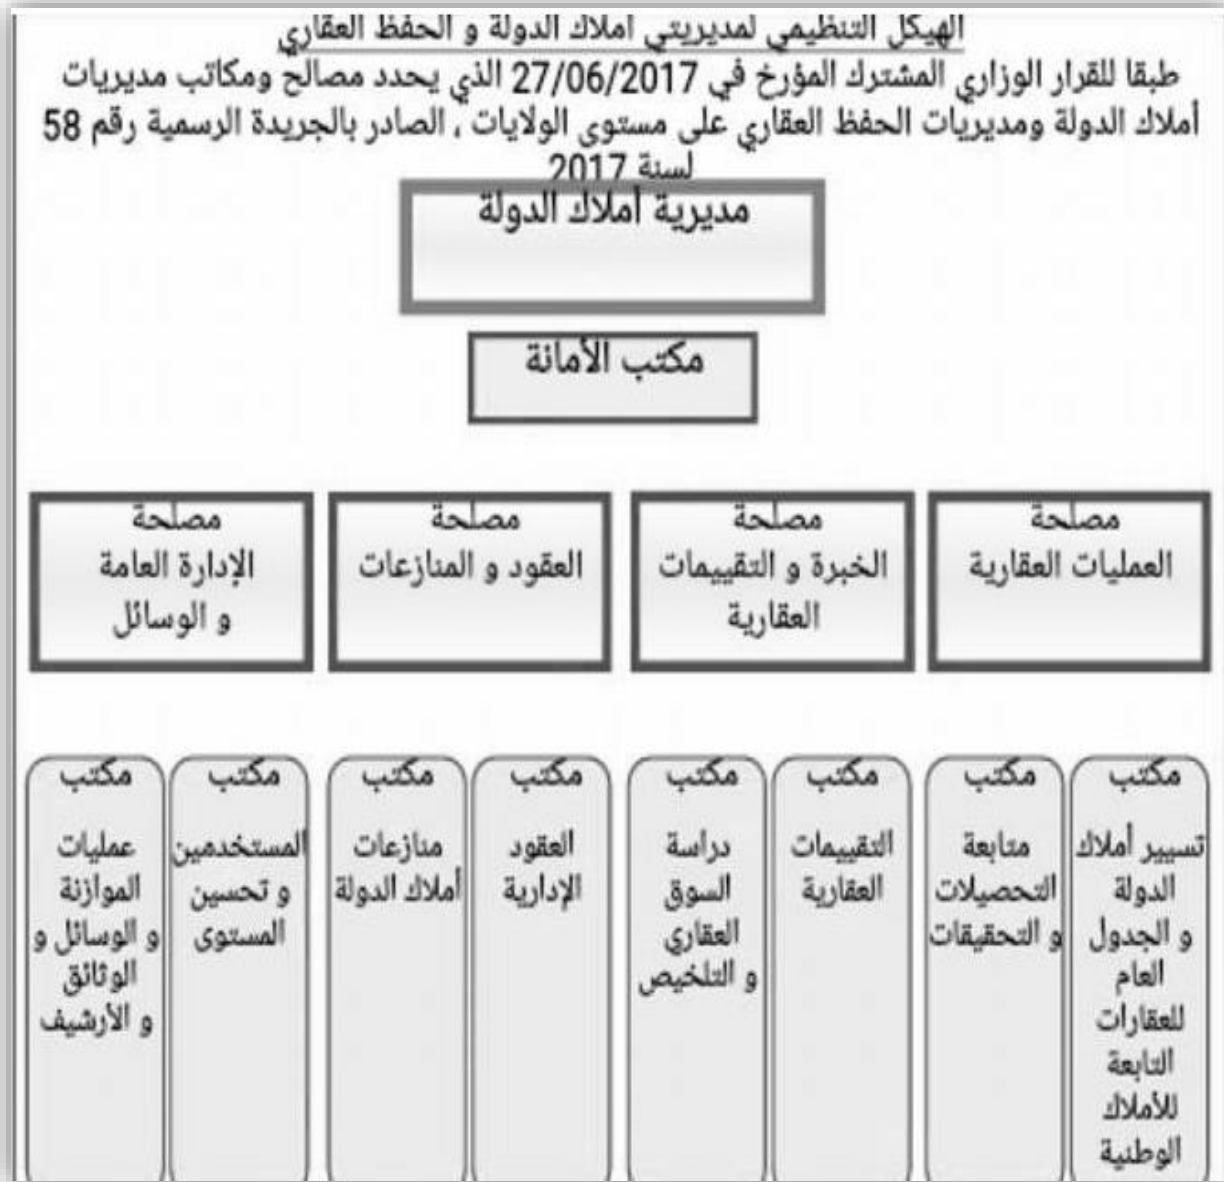 الهيكل التنظيمي لمديريتي املاك الدولة و الحفظ العقاري
طبقا للقرار الوزاري المشترك المؤرخ في 27/06/2017 الذي يحدد مصالح ومكاتب مديريات
أملاك الدولة ومديريات الحفظ العقاري على مستوى الولايات ، الصادر بالجريدة الرسمية رقم 58
لسنة 2017
مديرية أملاك الدولة
مكتب الأمانة
مصلحة
العمليات العقارية
مصلحة
الخبرة و التقييمات
العقارية
مصلحة
العقود و المنازعات
مصلحة
الإدارة العامة
و الوسائل
مكتب
تسيير أملاك
الدولة
و الجدول
العام
للعقارات
التابعة
للأملاك
الوطنية
مكتب
متابعة
التحصيلات
و التحقيقات
مكتب
التقييمات
العقارية
مكتب
دراسة
السوق
العقاري
و التلخيص
مكتب
العقود
الإدارية
مكتب
منازعات
أملاك الدولة
مكتب
المستخدمين
و تحسين
المستوى
مكتب
عمليات
الموازنة
و الوسائل و
الوثائق
و الأرشيف